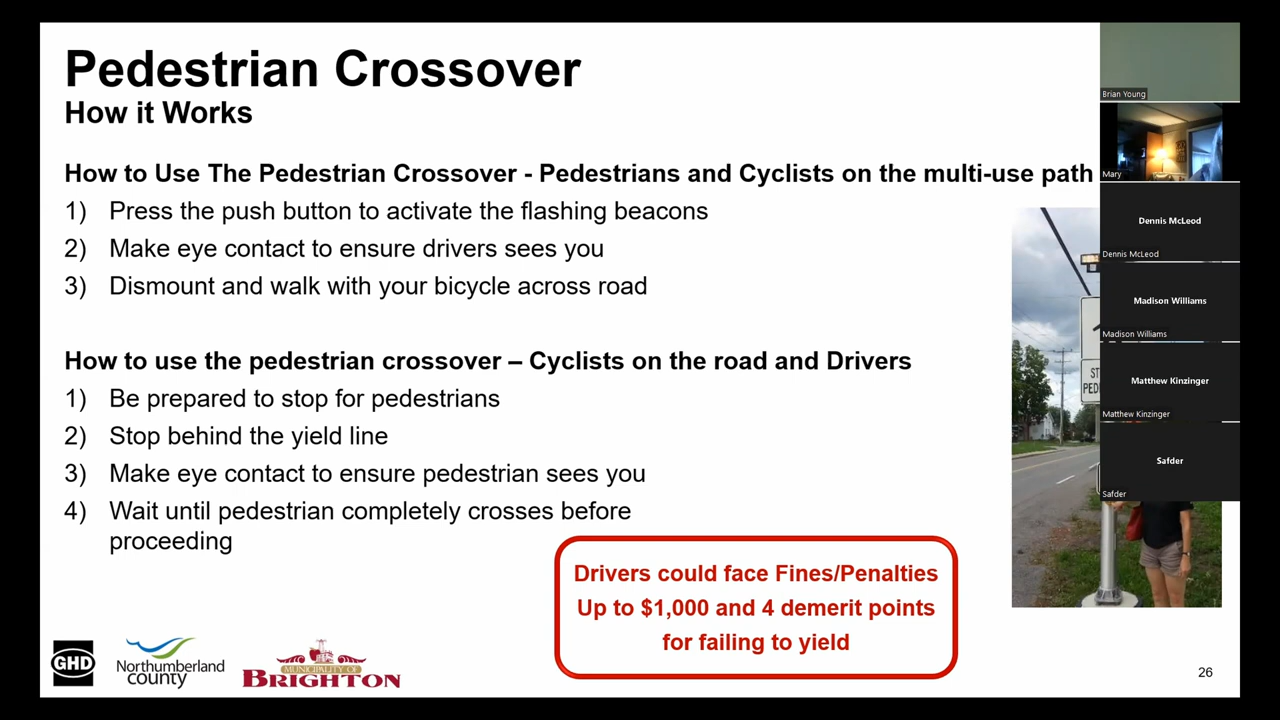 Pedestrian Crossover
How it Works
How to Use The Pedestrian Crossover - Pedestrians and Cyclists on the multi-use path
1) Press the push button to activate the flashing beacons
2) Make eye contact to ensure drivers sees you
3) Dismount and walk with your bicycle across road
How to use the pedestrian crossover – Cyclists on the road and Drivers
1) Be prepared to stop for pedestrians
2) Stop behind the yield line
3) Make eye contact to ensure pedestrian sees you
4) Wait until pedestrian completely crosses before
proceeding
Drivers could face Fines/Penalties
Up to $1,000 and 4 demerit points
for failing to yield
GHD
Northumberland
county
MUNICIPALITY OF
BRIGHTON
26
Brian Young
Mary
Dennis McLeod
Dennis McLeod
Madison Williams
Madison Williams
Matthew Kinzinger
Matthew Kinzinger
Safder
Safder